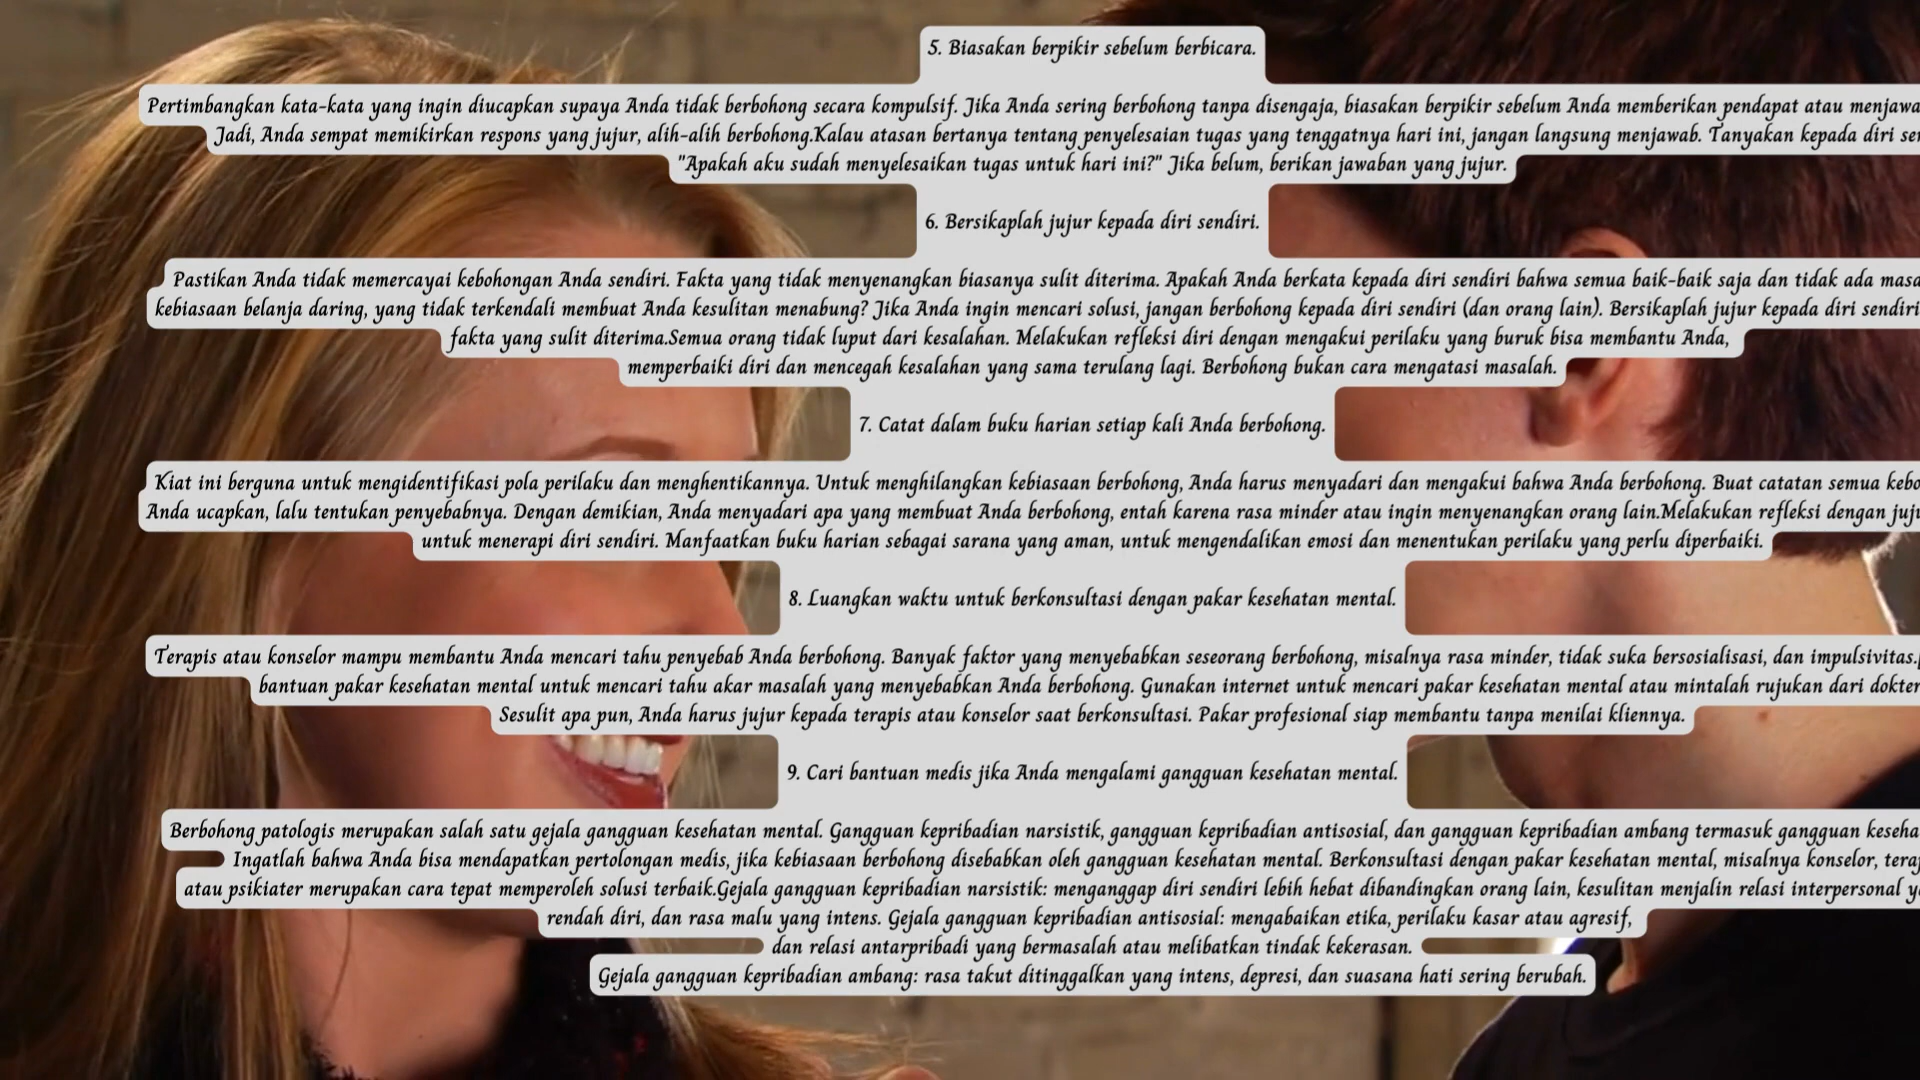 5. Biasakan berpikir sebelum berbicara.
Pertimbangkan kata-kata yang ingin diucapkan supaya Anda tidak berbohong secara kompulsif. Jika Anda sering berbohong tanpa disengaja, biasakan berpikir sebelum Anda memberikan pendapat atau
Jadi, Anda sempat memikirkan respons yang jujur, alih-alih berbohong.Kalau atasan bertanya tentang penyelesaian tugas yang tenggatnya hari ini, jangan langsung menjawab. Tanyakan kepada diri
"Apakah aku sudah menyelesaikan tugas untuk hari ini?" Jika belum, berikan jawaban yang jujur.
6. Bersikaplah jujur kepada diri sendiri.
Pastikan Anda tidak memercayai kebohongan Anda sendiri. Fakta yang tidak menyenangkan biasanya sulit diterima. Apakah Anda berkata kepada diri sendiri bahwa semua baik-baik saja dan tidak ada
kebiasaan belanja daring, yang tidak terkendali membuat Anda kesulitan menabung? Jika Anda ingin mencari solusi, jangan berbohong kepada diri sendiri (dan orang lain). Bersikaplah jujur kepada diri sendiri
fakta yang sulit diterima.Semua orang tidak luput dari kesalahan. Melakukan refleksi diri dengan mengakui perilaku yang buruk bisa membantu Anda,
memperbaiki diri dan mencegah kesalahan yang sama terulang lagi. Berbohong bukan cara mengatasi masalah.
7. Catat dalam buku harian setiap kali Anda berbohong.
Kiat ini berguna untuk mengidentifikasi pola perilaku dan menghentikannya. Untuk menghilangkan kebiasaan berbohong, Anda harus menyadari dan mengakui bahwa Anda berbohong. Buat catatan semua
Anda ucapkan, lalu tentukan penyebabnya. Dengan demikian, Anda menyadari apa yang membuat Anda berbohong, entah karena rasa minder atau ingin menyenangkan orang lain.Melakukan refleksi dengan
untuk menerapi diri sendiri. Manfaatkan buku harian sebagai sarana yang aman, untuk mengendalikan emosi dan menentukan perilaku yang perlu diperbaiki.
8. Luangkan waktu untuk berkonsultasi dengan pakar kesehatan mental.
Terapis atau konselor mampu membantu Anda mencari tahu penyebab Anda berbohong. Banyak faktor yang menyebabkan seseorang berbohong, misalnya rasa minder, tidak suka bersosialisasi, dan impulsivitas.
bantuan pakar kesehatan mental untuk mencari tahu akar masalah yang menyebabkan Anda berbohong. Gunakan internet untuk mencari pakar kesehatan mental atau mintalah rujukan dari dokter
Sesulit apa pun, Anda harus jujur kepada terapis atau konselor saat berkonsultasi. Pakar profesional siap membantu tanpa menilai kliennya.
9. Cari bantuan medis jika Anda mengalami gangguan kesehatan mental.
Berbohong patologis merupakan salah satu gejala gangguan kesehatan mental. Gangguan kepribadian narsistik, gangguan kepribadian antisosial, dan gangguan kepribadian ambang termasuk gangguan
Ingatlah bahwa Anda bisa mendapatkan pertolongan medis, jika kebiasaan berbohong disebabkan oleh gangguan kesehatan mental. Berkonsultasi dengan pakar kesehatan mental, misalnya konselor,
atau psikiater merupakan cara tepat memperoleh solusi terbaik.Gejala gangguan kepribadian narsistik: menganggap diri sendiri lebih hebat dibandingkan orang lain, kesulitan menjalin relasi interpersonal
rendah diri, dan rasa malu yang intens. Gejala gangguan kepribadian antisosial: mengabaikan etika, perilaku kasar atau agresif,
dan relasi antarpribadi yang bermasalah atau melibatkan tindak kekerasan.
Gejala gangguan kepribadian ambang: rasa takut ditinggalkan yang intens, depresi, dan suasana hati sering berubah.